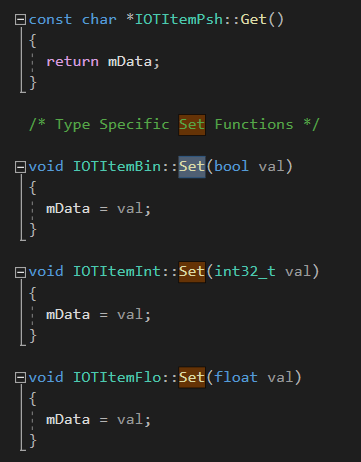 const char *IOTItemPsh::Get()
{
return mData;
}
/* Type Specific Set Functions */
void IOTItemBin::Set(bool val)
{
mData = val;
}
void IOTItemInt::Set(int32_t val)
{
mData = val;
}
void IOTItemFlo::Set(float val)
{
mData = val;
}